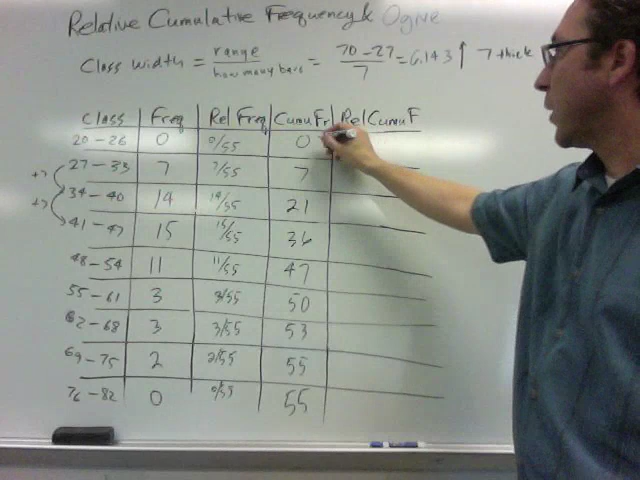 Relative Cumulative Frequency & Ogive
Class width = range / how many bars = 70 - 27 / 7 = 6.143 ↑ 7 thick
Class Freq Rel Freq CumuFr Rel CumuF
20 - 26 0 0/55 0
+7 27 - 33 7 7/55 7
+7 34 - 40 14 14/55 21
41 - 47 15 15/55 36
48 - 54 11 11/55 47
55 - 61 3 3/55 50
62 - 68 3 3/55 53
69 - 75 2 2/55 55
76 - 82 0 0/55 55